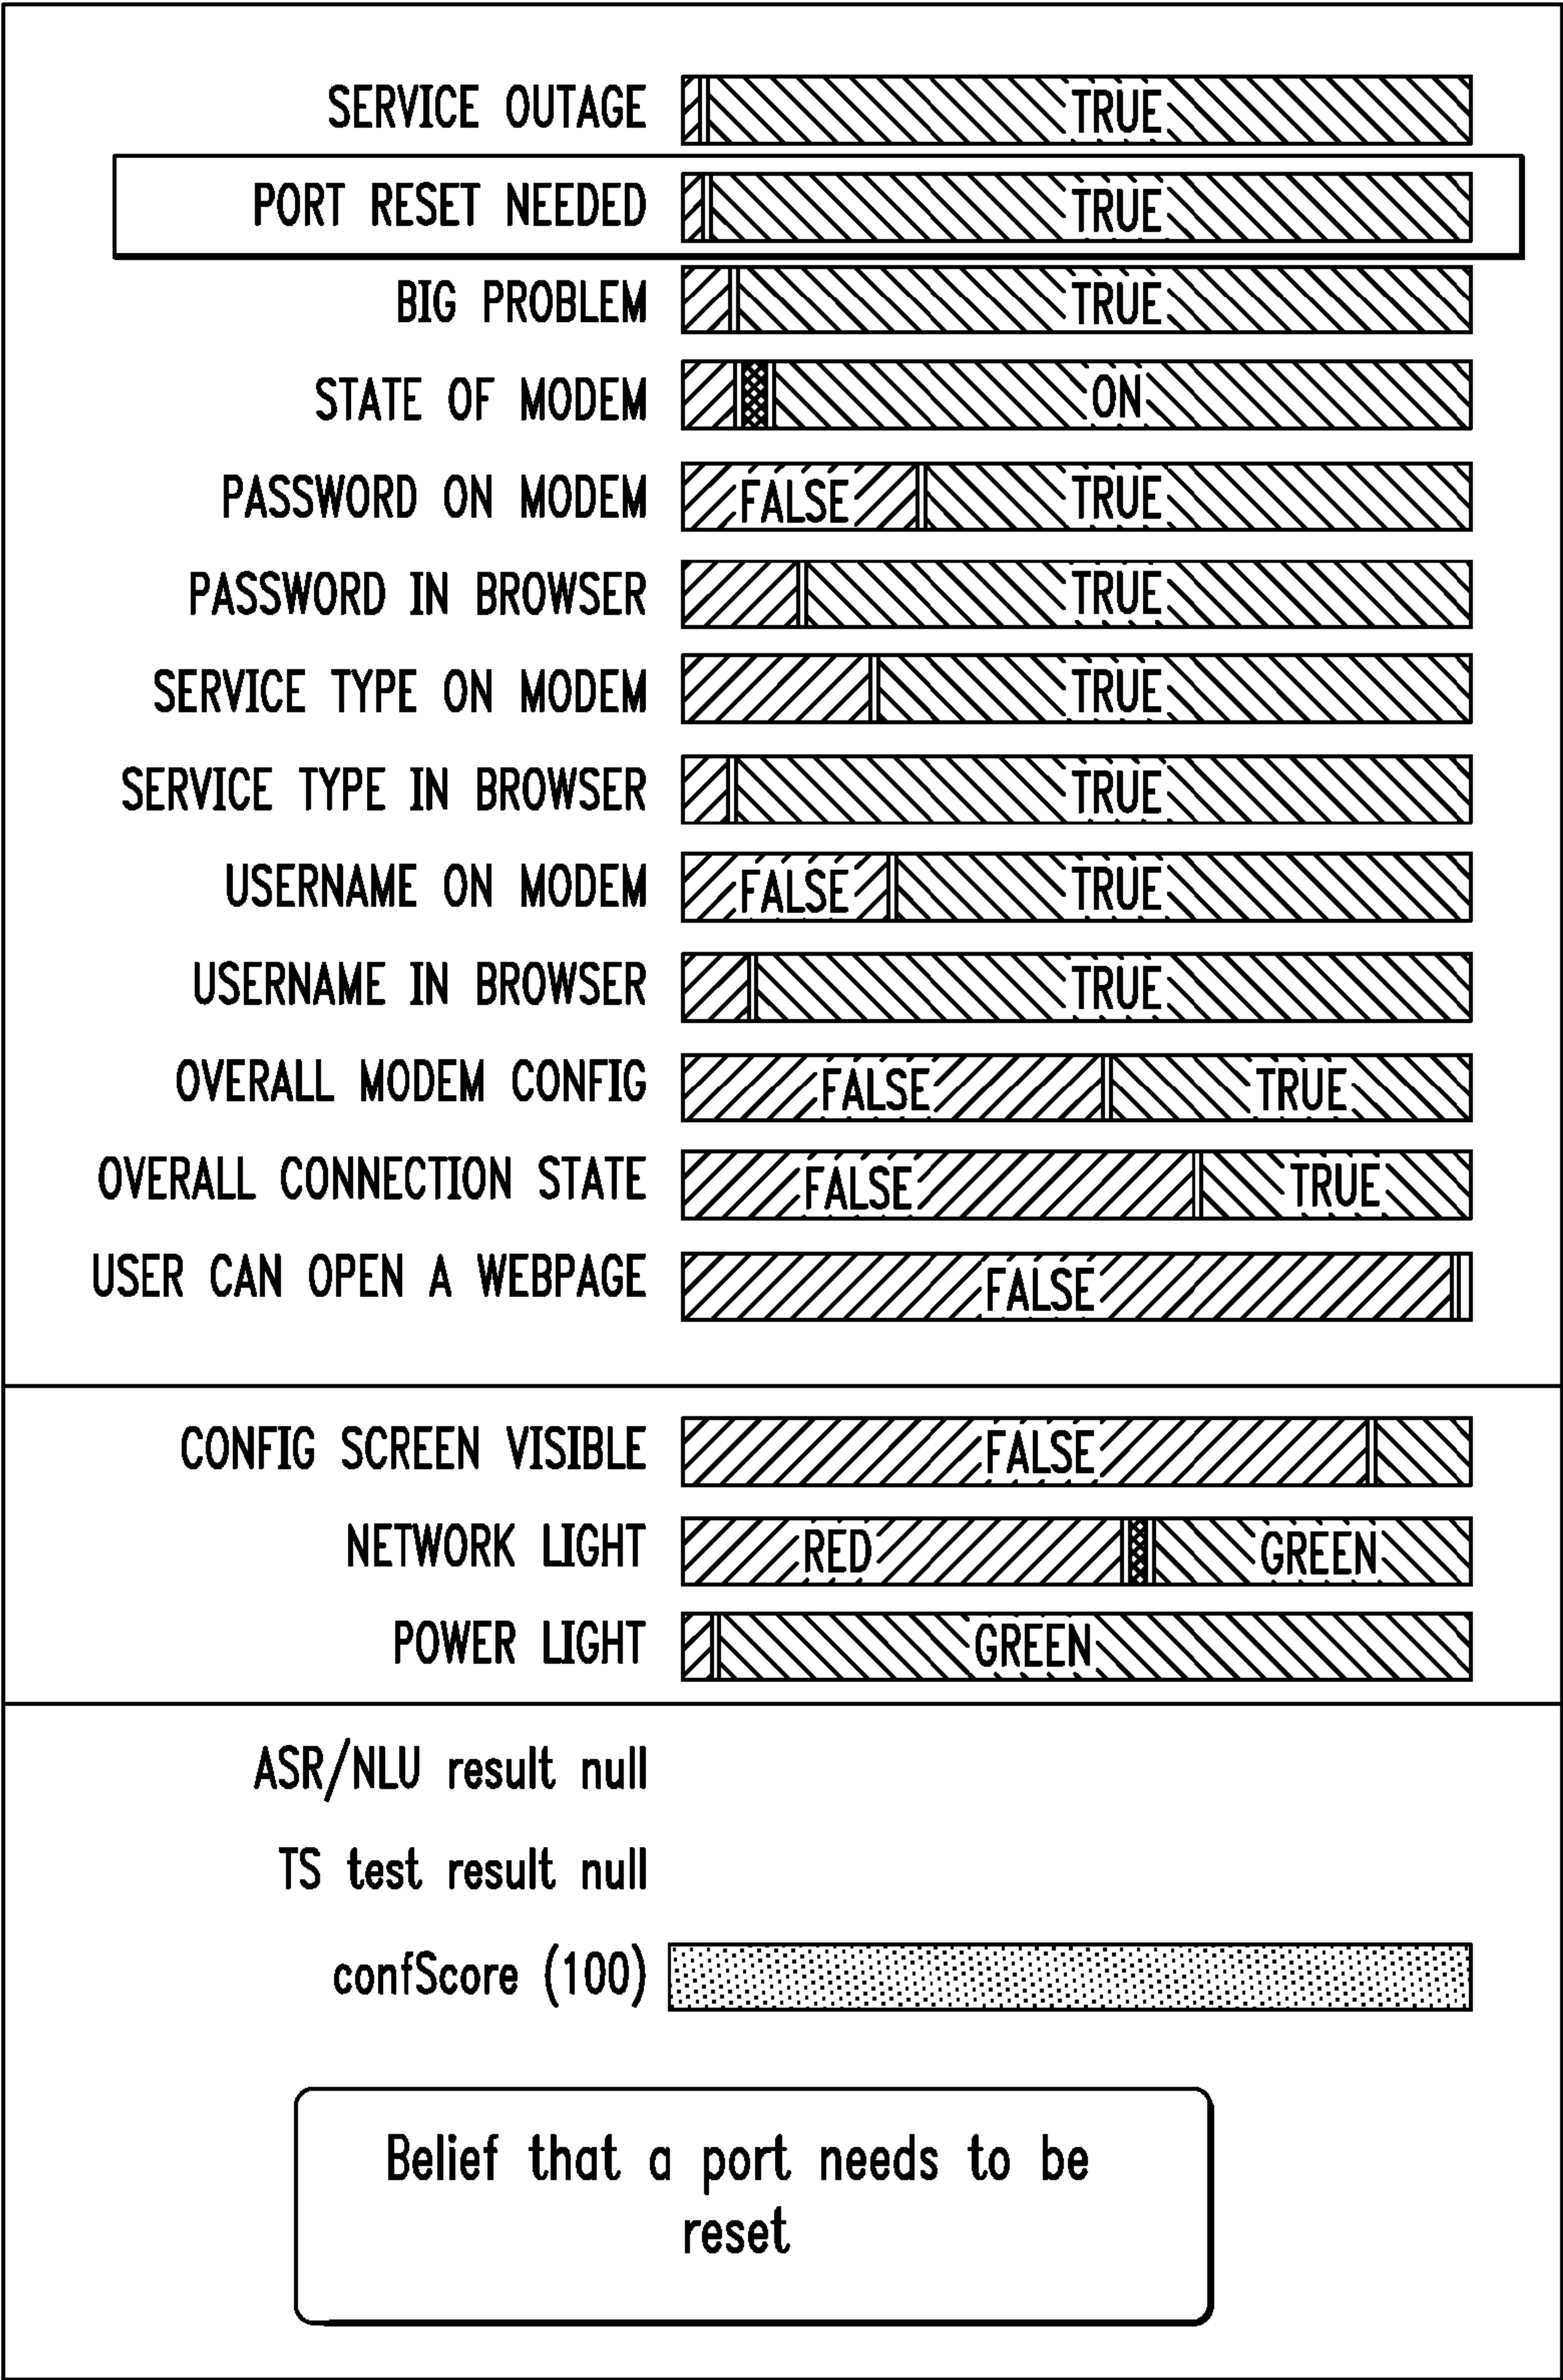 SERVICE OUTAGE TRUE
PORT RESET NEEDED TRUE
BIG PROBLEM TRUE
STATE OF MODEM ON
PASSWORD ON MODEM FALSE TRUE
PASSWORD IN BROWSER TRUE
SERVICE TYPE ON MODEM TRUE
SERVICE TYPE IN BROWSER TRUE
USERNAME ON MODEM FALSE TRUE
USERNAME IN BROWSER TRUE
OVERALL MODEM CONFIG FALSE TRUE
OVERALL CONNECTION STATE FALSE TRUE
USER CAN OPEN A WEBPAGE FALSE
CONFIG SCREEN VISIBLE FALSE
NETWORK LIGHT RED GREEN
POWER LIGHT GREEN
ASR/NLU result null
TS test result null
confScore (100)
Belief that a port needs to be
reset